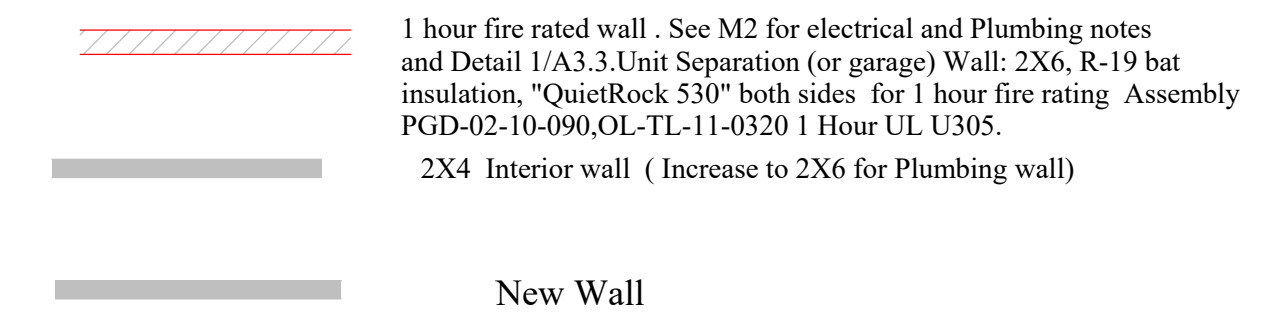 1 hour fire rated wall . See M2 for electrical and Plumbing notes
and Detail 1/A3.3.Unit Separation (or garage) Wall: 2X6, R-19 bat
insulation, "QuietRock 530" both sides for 1 hour fire rating Assembly
PGD-02-10-090,OL-TL-11-0320 1 Hour UL U305.
2X4 Interior wall ( Increase to 2X6 for Plumbing wall)
New Wall